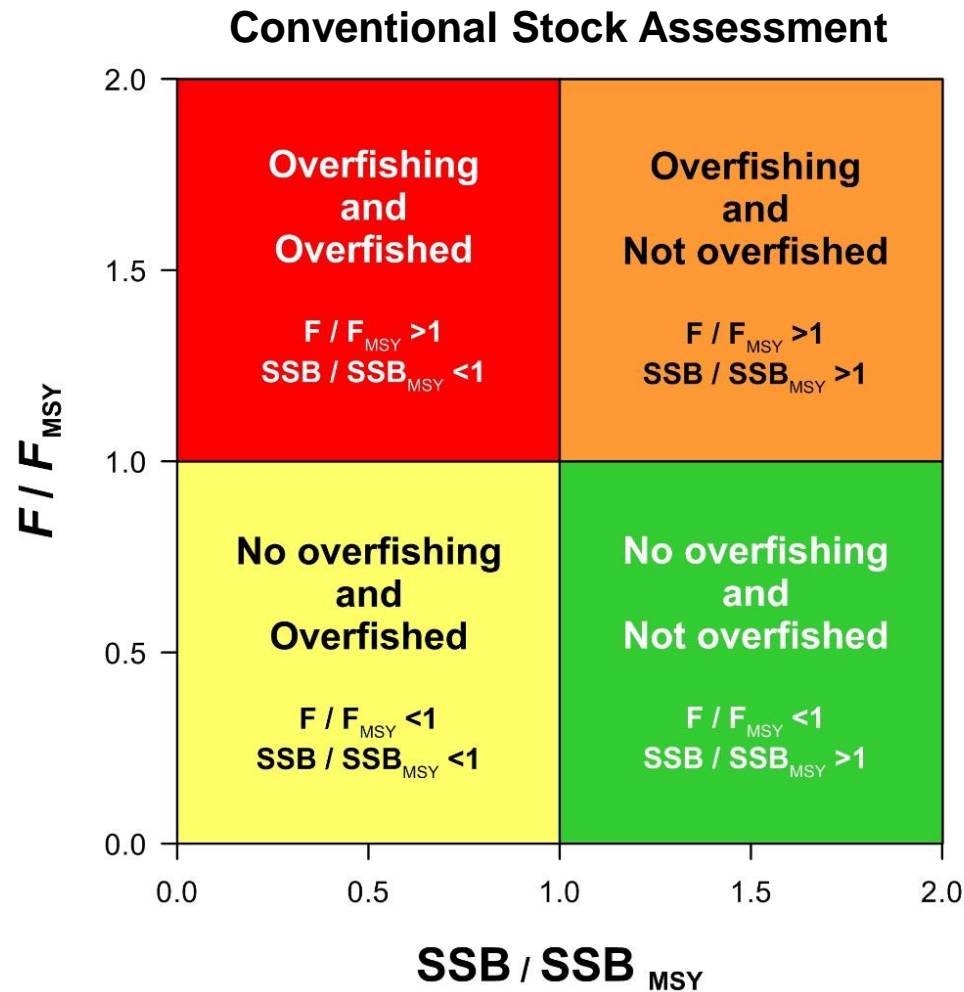 Conventional Stock Assessment
2.0
1.5
1.0
0.5
0.0
F / FMSY
Overfishing
and
Overfished
F / FMSY >1
SSB / SSBMSY <1
Overfishing
and
Not overfished
F / FMSY >1
SSB / SSBMSY >1
No overfishing
and
Overfished
F / FMSY <1
SSB / SSBMSY <1
No overfishing
and
Not overfished
F / FMSY <1
SSB / SSBMSY >1
0.0 0.5 1.0 1.5 2.0
SSB / SSB MSY